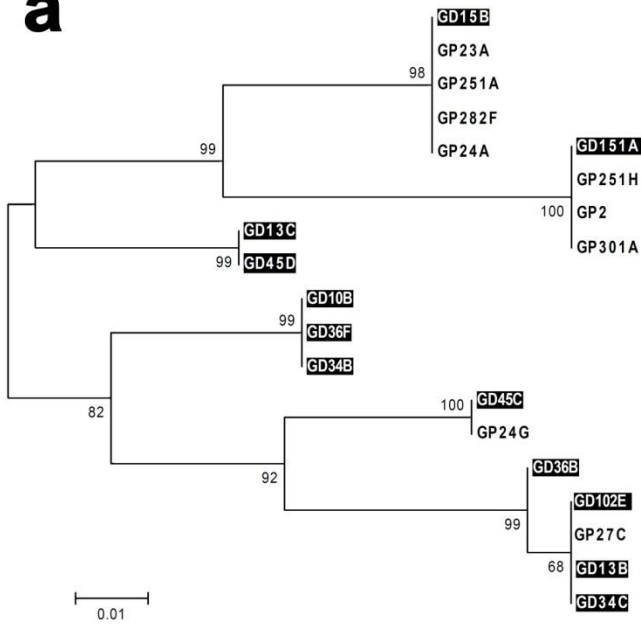 a
GD15B
GP23A
98
GP251A
GP282F
GP24A
99
GD151A
GP251H
100
GP2
GP301A
GD13C
99
GD45D
GD10B
99
GD36F
GD34B
82
GD45C
100
GP24G
92
GD36B
99
GD102E
GP27C
68
GD13B
GD34C
0.01